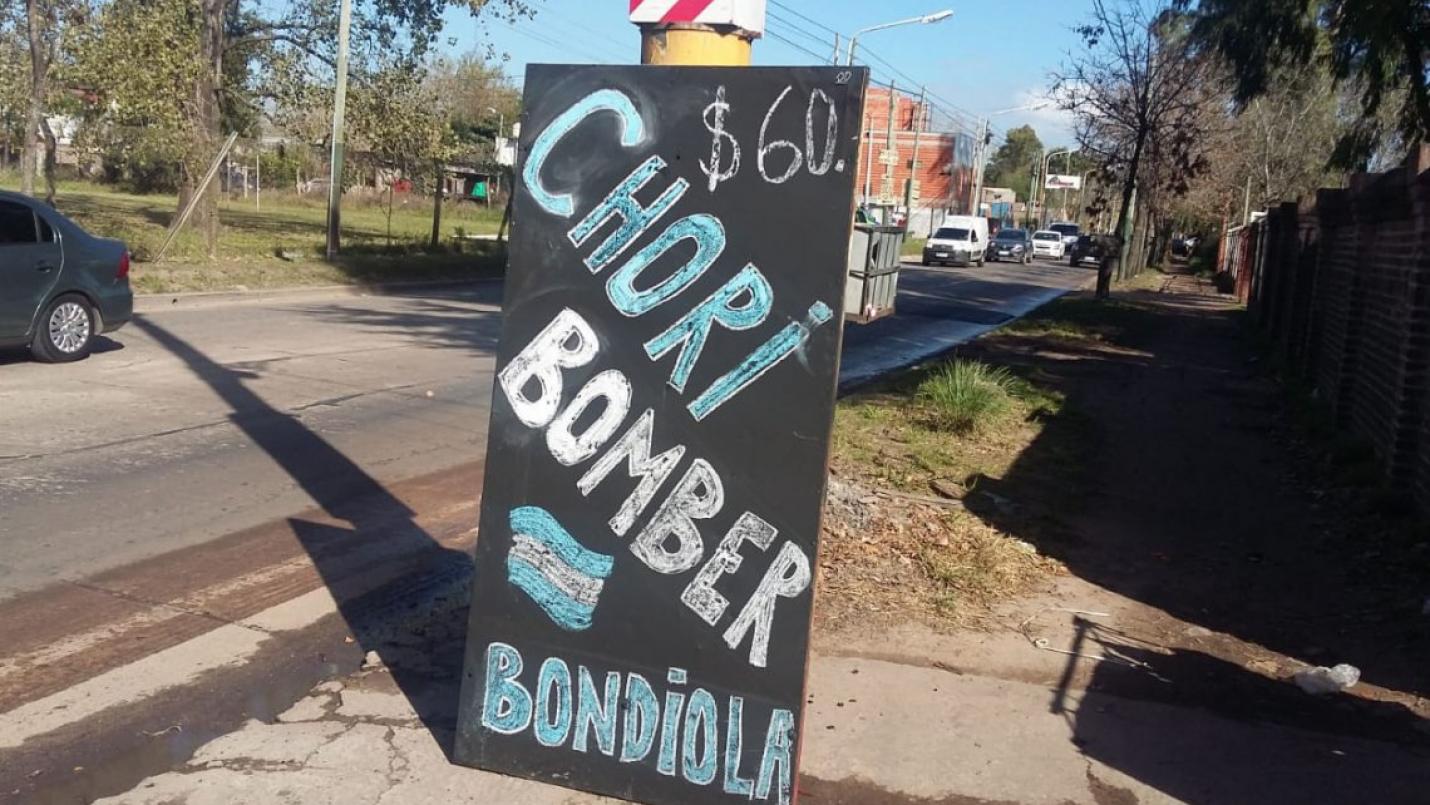 $60.
CHORI
BOMBER
BONDIOLA